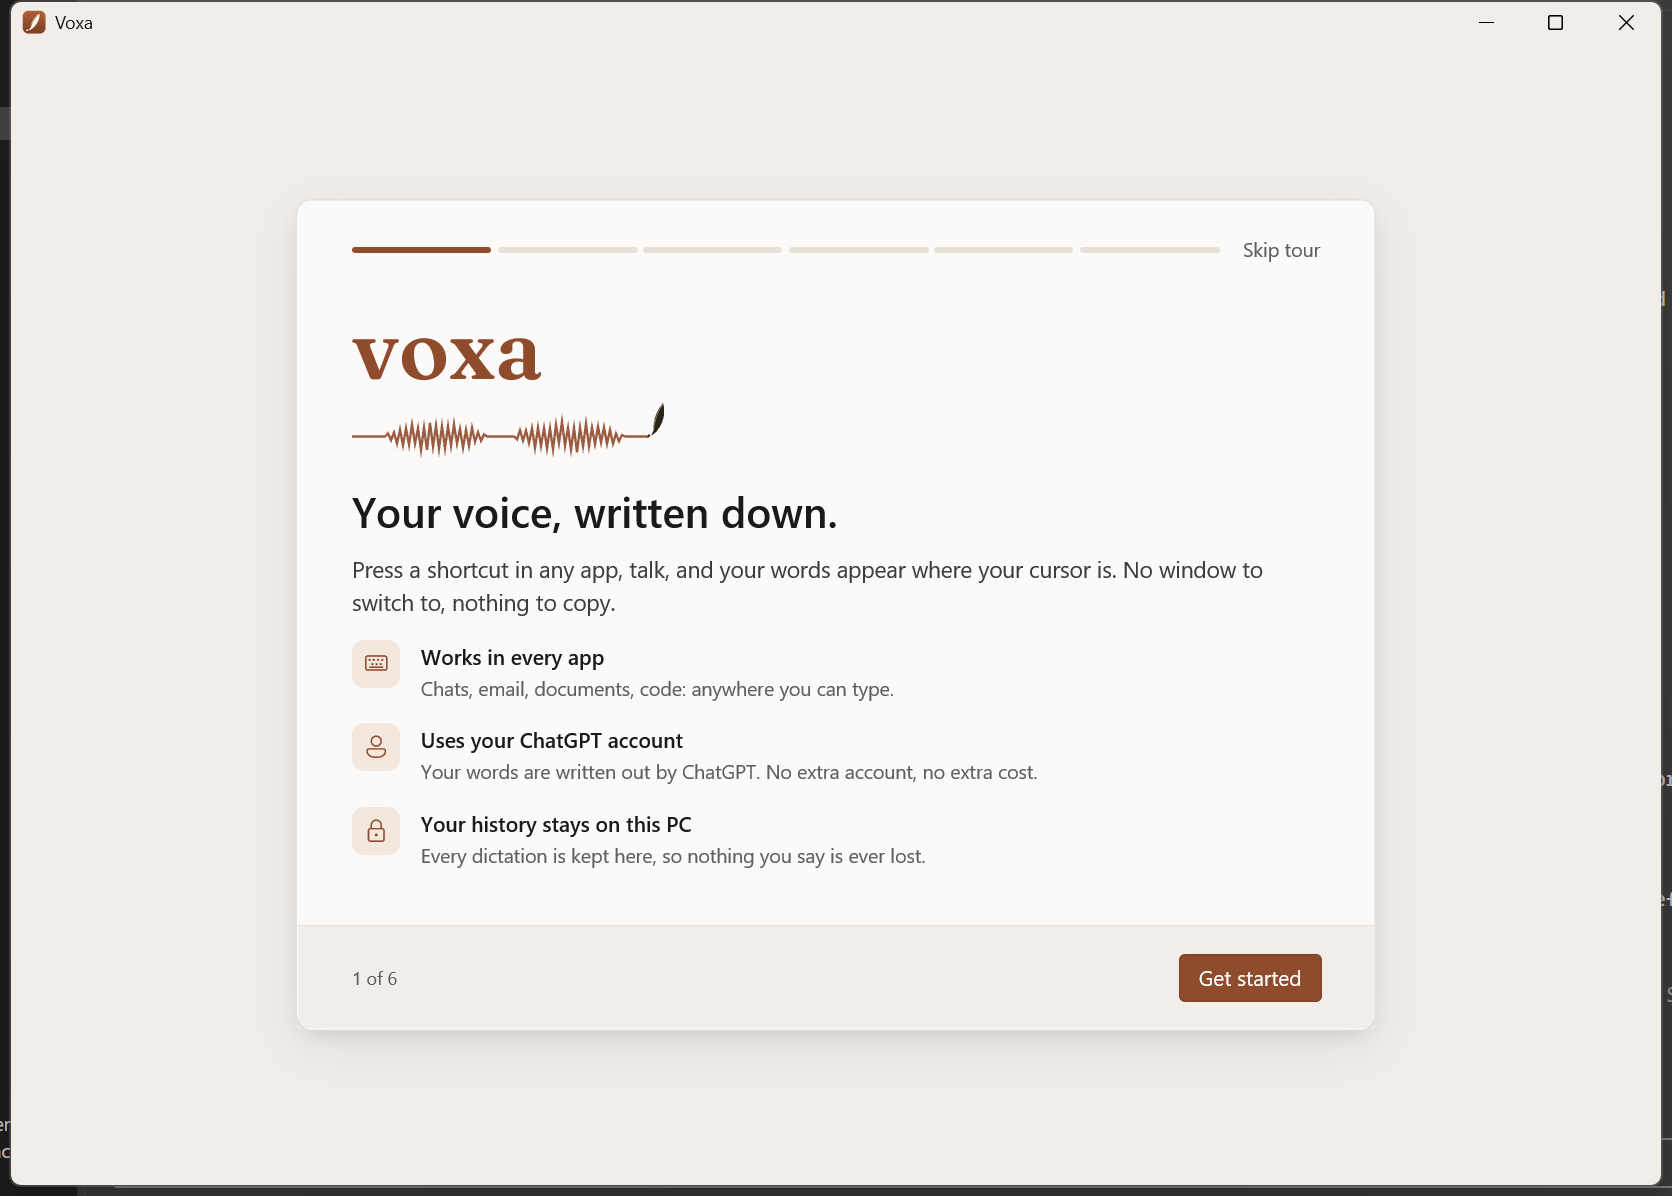 Voxa
Skip tour
voxa
Your voice, written down.
Press a shortcut in any app, talk, and your words appear where your cursor is. No window to
switch to, nothing to copy.
Works in every app
Chats, email, documents, code: anywhere you can type.
Uses your ChatGPT account
Your words are written out by ChatGPT. No extra account, no extra cost.
Your history stays on this PC
Every dictation is kept here, so nothing you say is ever lost.
1 of 6
Get started